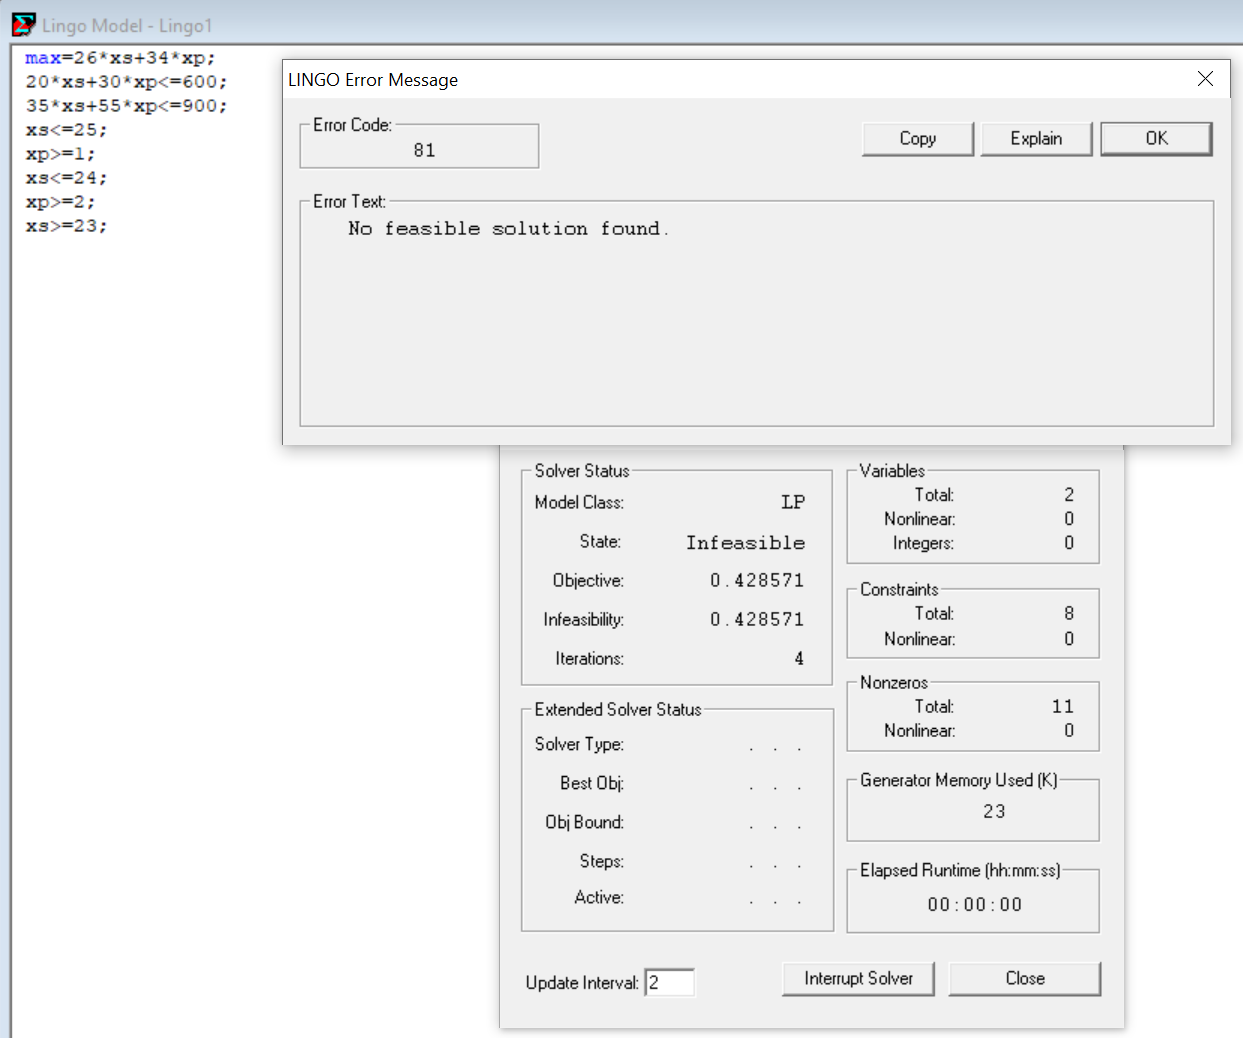 Lingo Model - Lingo1
max=26*xs+34*xp;
20*xs+30*xp<=600;
35*xs+55*xp<=900;
xs<=25;
xp>=1;
xs<=24;
xp>=2;
xs>=23;
LINGO Error Message
Error Code:
81
Copy
Explain
OK
Error Text:
No feasible solution found.
Solver Status
Model Class: LP
State: Infeasible
Objective: 0.428571
Infeasibility: 0.428571
Iterations: 4
Extended Solver Status
Solver Type: . . .
Best Obj: . . .
Obj Bound: . . .
Steps: . . .
Active: . . .
Variables
Total: 2
Nonlinear: 0
Integers: 0
Constraints
Total: 8
Nonlinear: 0
Nonzeros
Total: 11
Nonlinear: 0
Generator Memory Used (K)
23
Elapsed Runtime (hh:mm:ss)
00:00:00
Update Interval: 2
Interrupt Solver
Close